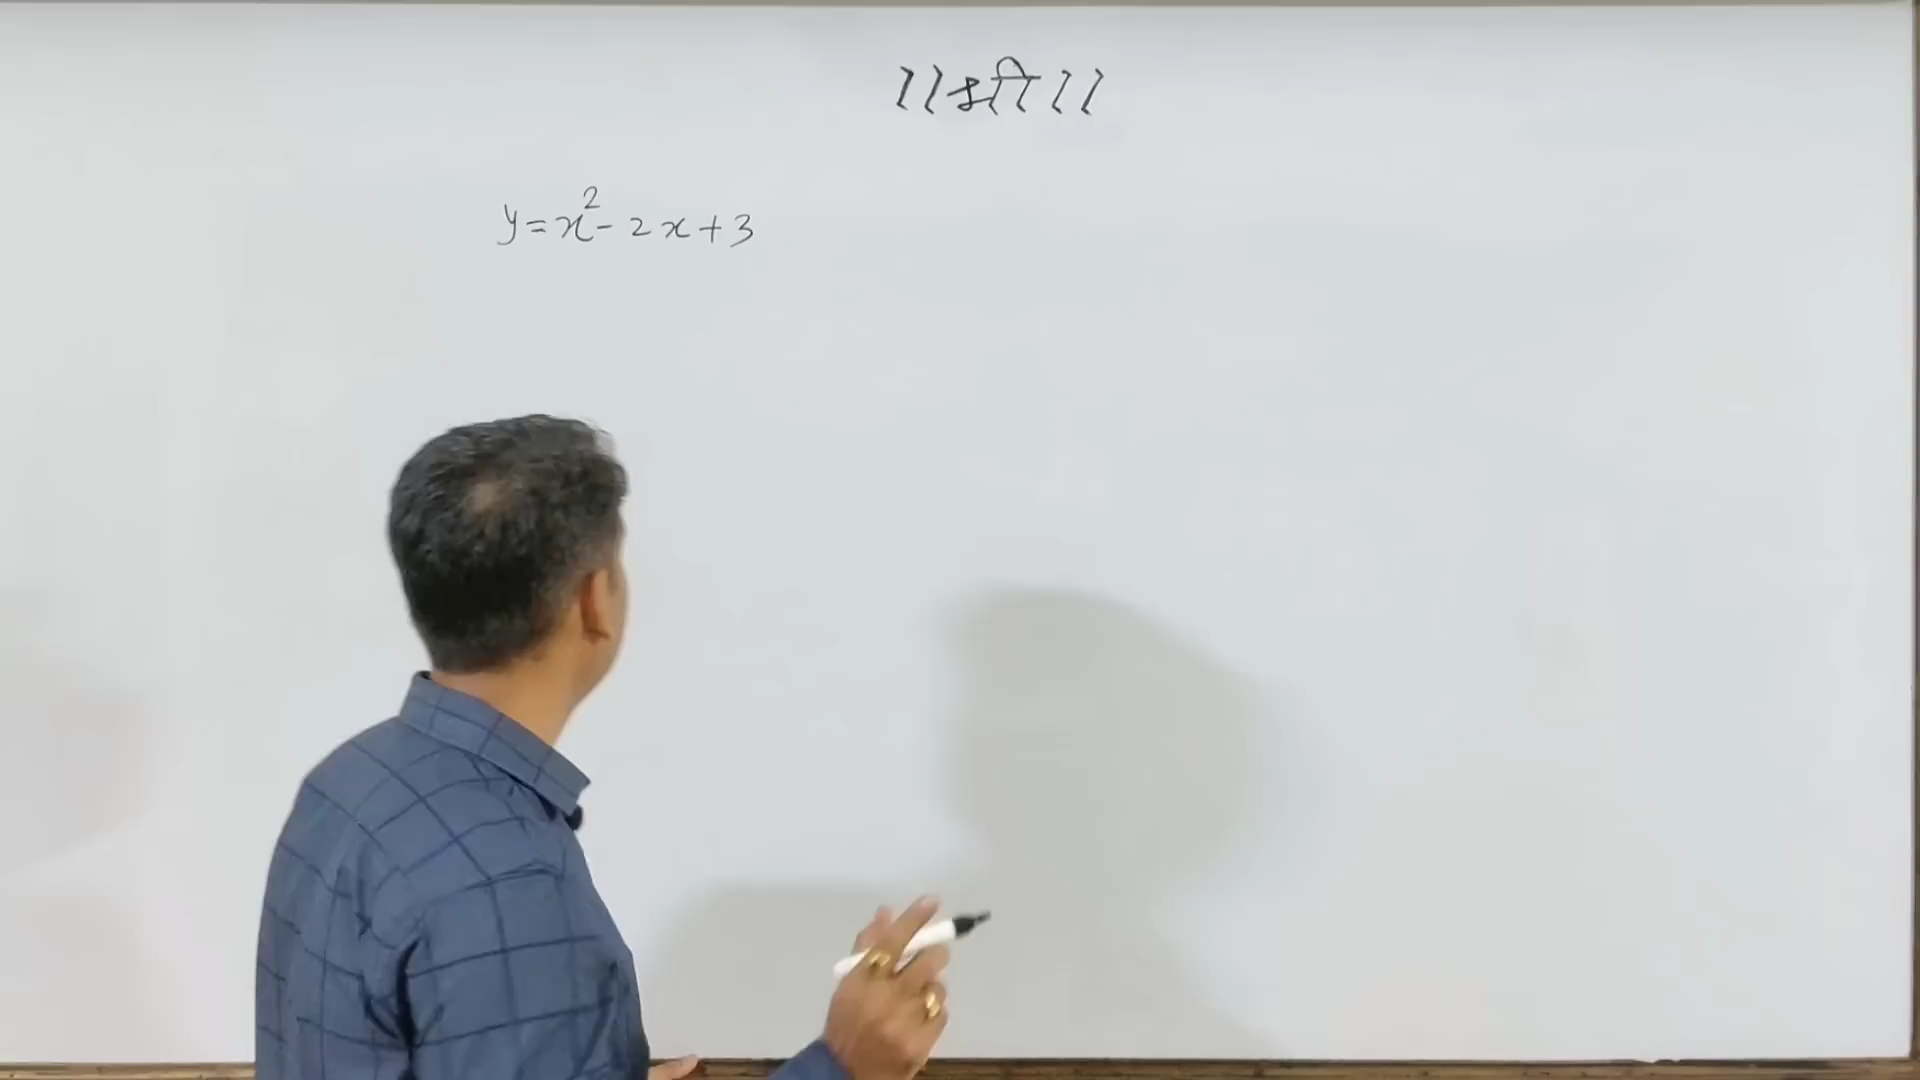 ॥श्री॥
y = x² - 2x + 3